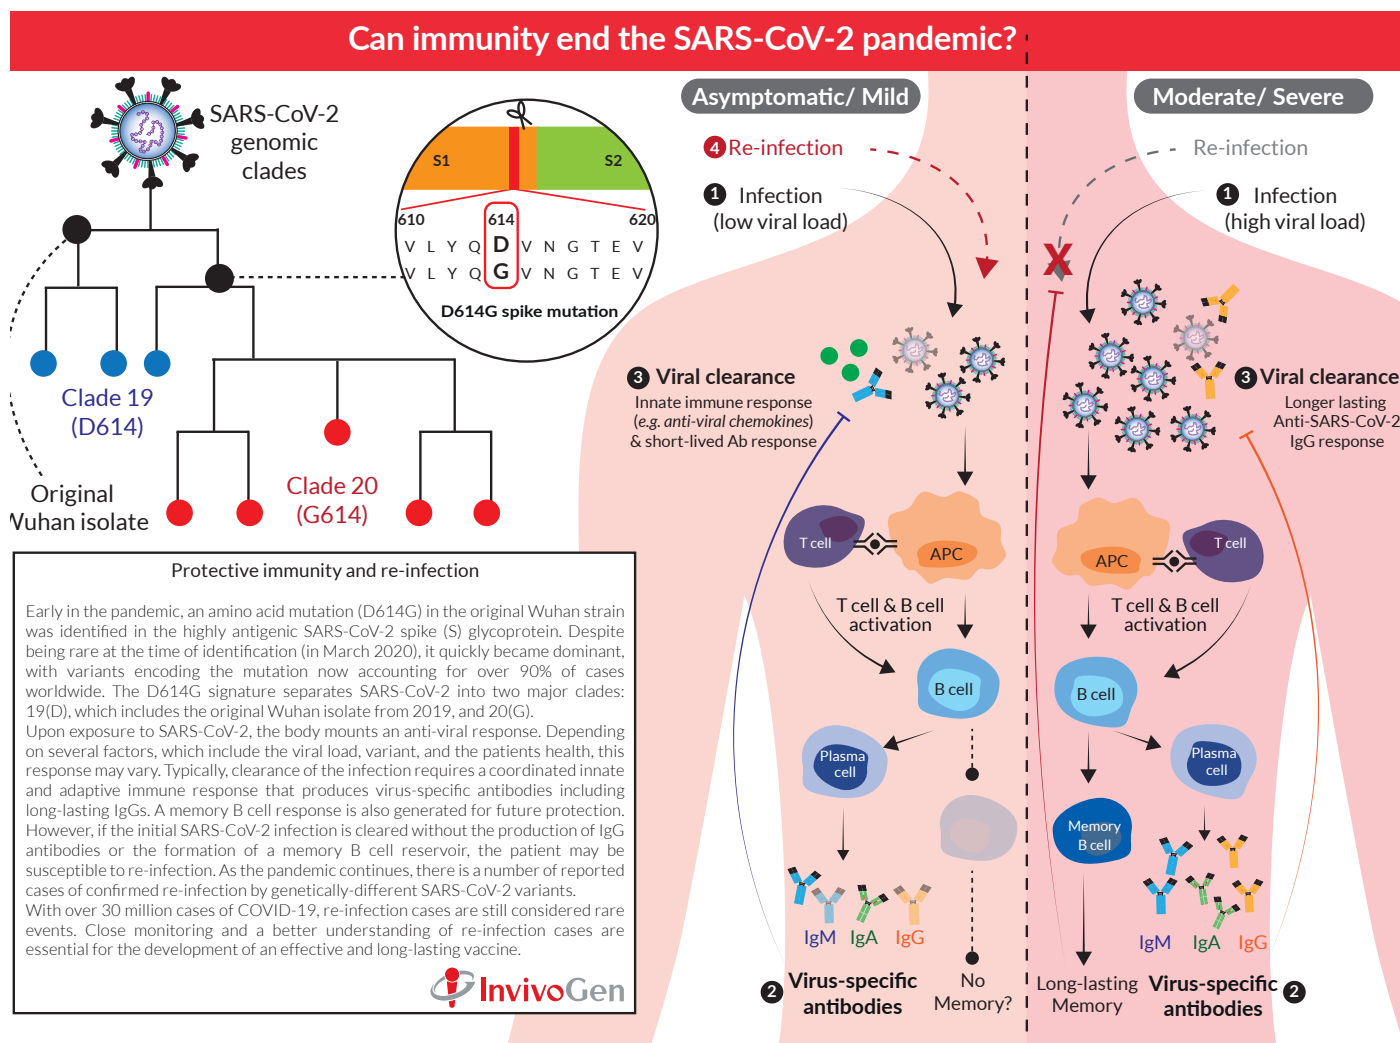 Can immunity end the SARS-CoV-2 pandemic?
SARS-CoV-2
genomic
clades
S1
S2
610
614
620
V L Y Q D V N G T E V
V L Y Q G V N G T E V
D614G spike mutation
Clade 19
(D614)
Clade 20
(G614)
Original
Wuhan isolate
Protective immunity and re-infection
Early in the pandemic, an amino acid mutation (D614G) in the original Wuhan strain
was identified in the highly antigenic SARS-CoV-2 spike (S) glycoprotein. Despite
being rare at the time of identification (in March 2020), it quickly became dominant,
with variants encoding the mutation now accounting for over 90% of cases
worldwide. The D614G signature separates SARS-CoV-2 into two major clades:
19(D), which includes the original Wuhan isolate from 2019, and 20(G).
Upon exposure to SARS-CoV-2, the body mounts an anti-viral response. Depending
on several factors, which include the viral load, variant, and the patients health, this
response may vary. Typically, clearance of the infection requires a coordinated innate
and adaptive immune response that produces virus-specific antibodies including
long-lasting IgGs. A memory B cell response is also generated for future protection.
However, if the initial SARS-CoV-2 infection is cleared without the production of IgG
antibodies or the formation of a memory B cell reservoir, the patient may be
susceptible to re-infection. As the pandemic continues, there is a number of reported
cases of confirmed re-infection by genetically-different SARS-CoV-2 variants.
With over 30 million cases of COVID-19, re-infection cases are still considered rare
events. Close monitoring and a better understanding of re-infection cases are
essential for the development of an effective and long-lasting vaccine.
InvivoGen
Asymptomatic/ Mild
4 Re-infection
1 Infection
(low viral load)
3 Viral clearance
Innate immune response
(e.g. anti-viral chemokines)
& short-lived Ab response
T cell
APC
T cell & B cell
activation
B cell
Plasma
cell
IgM
IgA
IgG
2 Virus-specific
antibodies
No
Memory?
Moderate/ Severe
Re-infection
1 Infection
(high viral load)
X
3 Viral clearance
Longer lasting
Anti-SARS-CoV-2
IgG response
APC
T cell
T cell & B cell
activation
B cell
Plasma
cell
Memory
B cell
IgM
IgA
IgG
Long-lasting
Memory
Virus-specific 2
antibodies